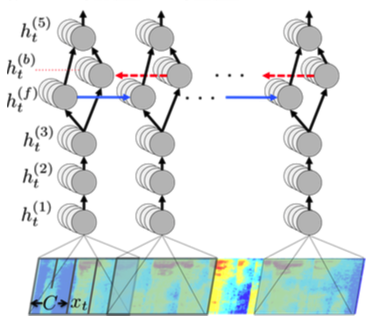 h_t^{(5)}
h_t^{(b)}
h_t^{(f)}
h_t^{(3)}
h_t^{(2)}
h_t^{(1)}
C x_t